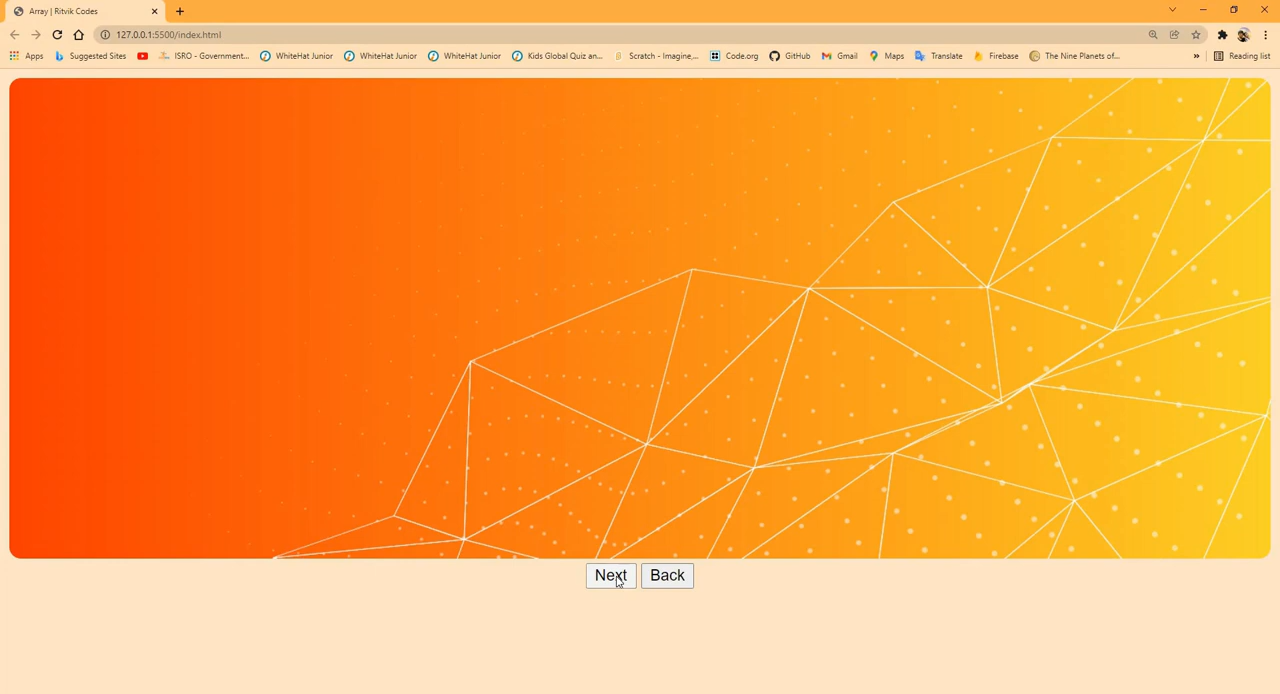 Array | Ritvik Codes
127.0.0.1:5500/index.html
Apps Suggested Sites ISRO - Government... WhiteHat Junior WhiteHat Junior WhiteHat Junior Kids Global Quiz an... Scratch - Imagine,... Code.org GitHub Gmail Maps Translate Firebase The Nine Planets of... » Reading list
Next Back